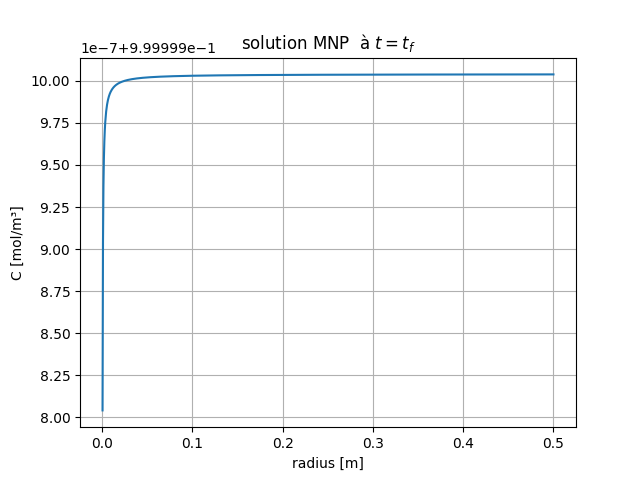 solution MNP à t = t_f
1e−7+9.99999e−1
10.00
9.75
9.50
9.25
9.00
8.75
8.50
8.25
8.00
C [mol/m³]
0.0 0.1 0.2 0.3 0.4 0.5
radius [m]